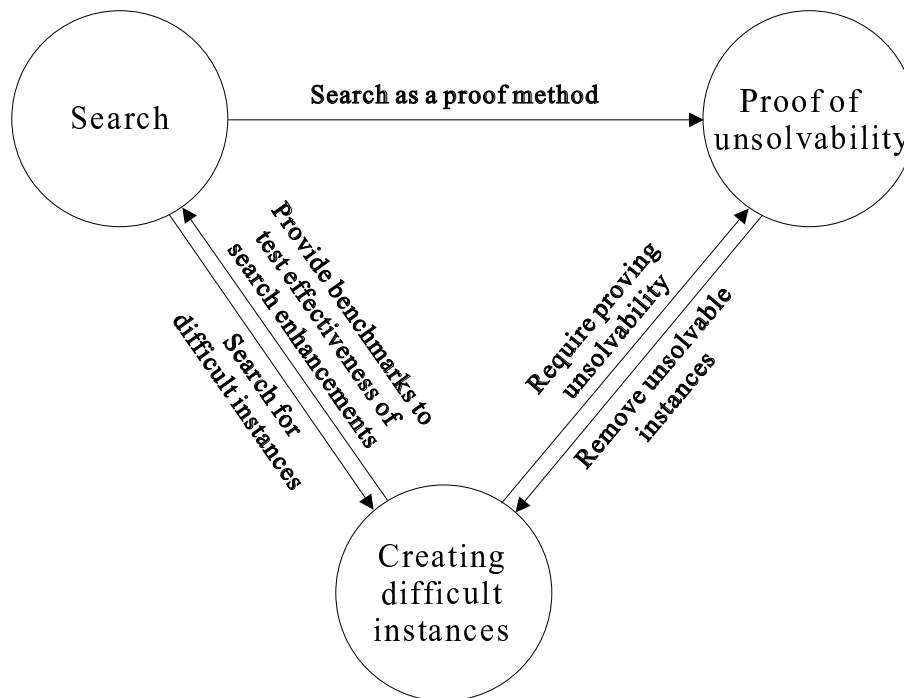 Search
Search as a proof method
Proof of
unsolvability
Provide benchmarks to
test effectiveness of
search enhancements
Search for
difficult instances
Require proving
unsolvability
Remove unsolvable
instances
Creating
difficult
instances